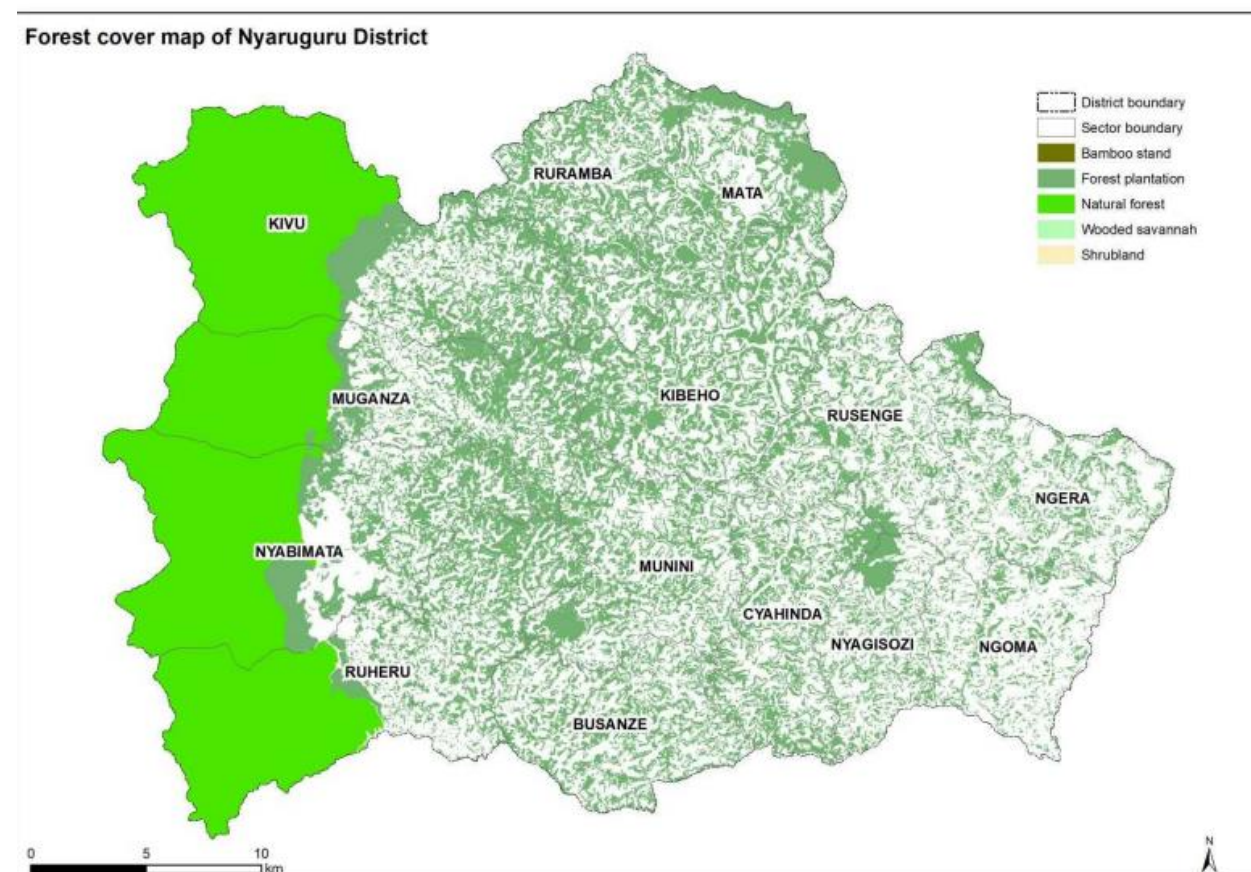 Forest cover map of Nyaruguru District
District boundary
Sector boundary
Bamboo stand
Forest plantation
Natural forest
Wooded savannah
Shrubland
RURAMBA
MATA
KIVU
MUGANZA
KIBEHO
RUSENGE
NGERA
NYABIMATA
MUNINI
CYAHINDA
NYAGISOZI
NGOMA
RUHERU
BUSANZE
0 5 10
km
N